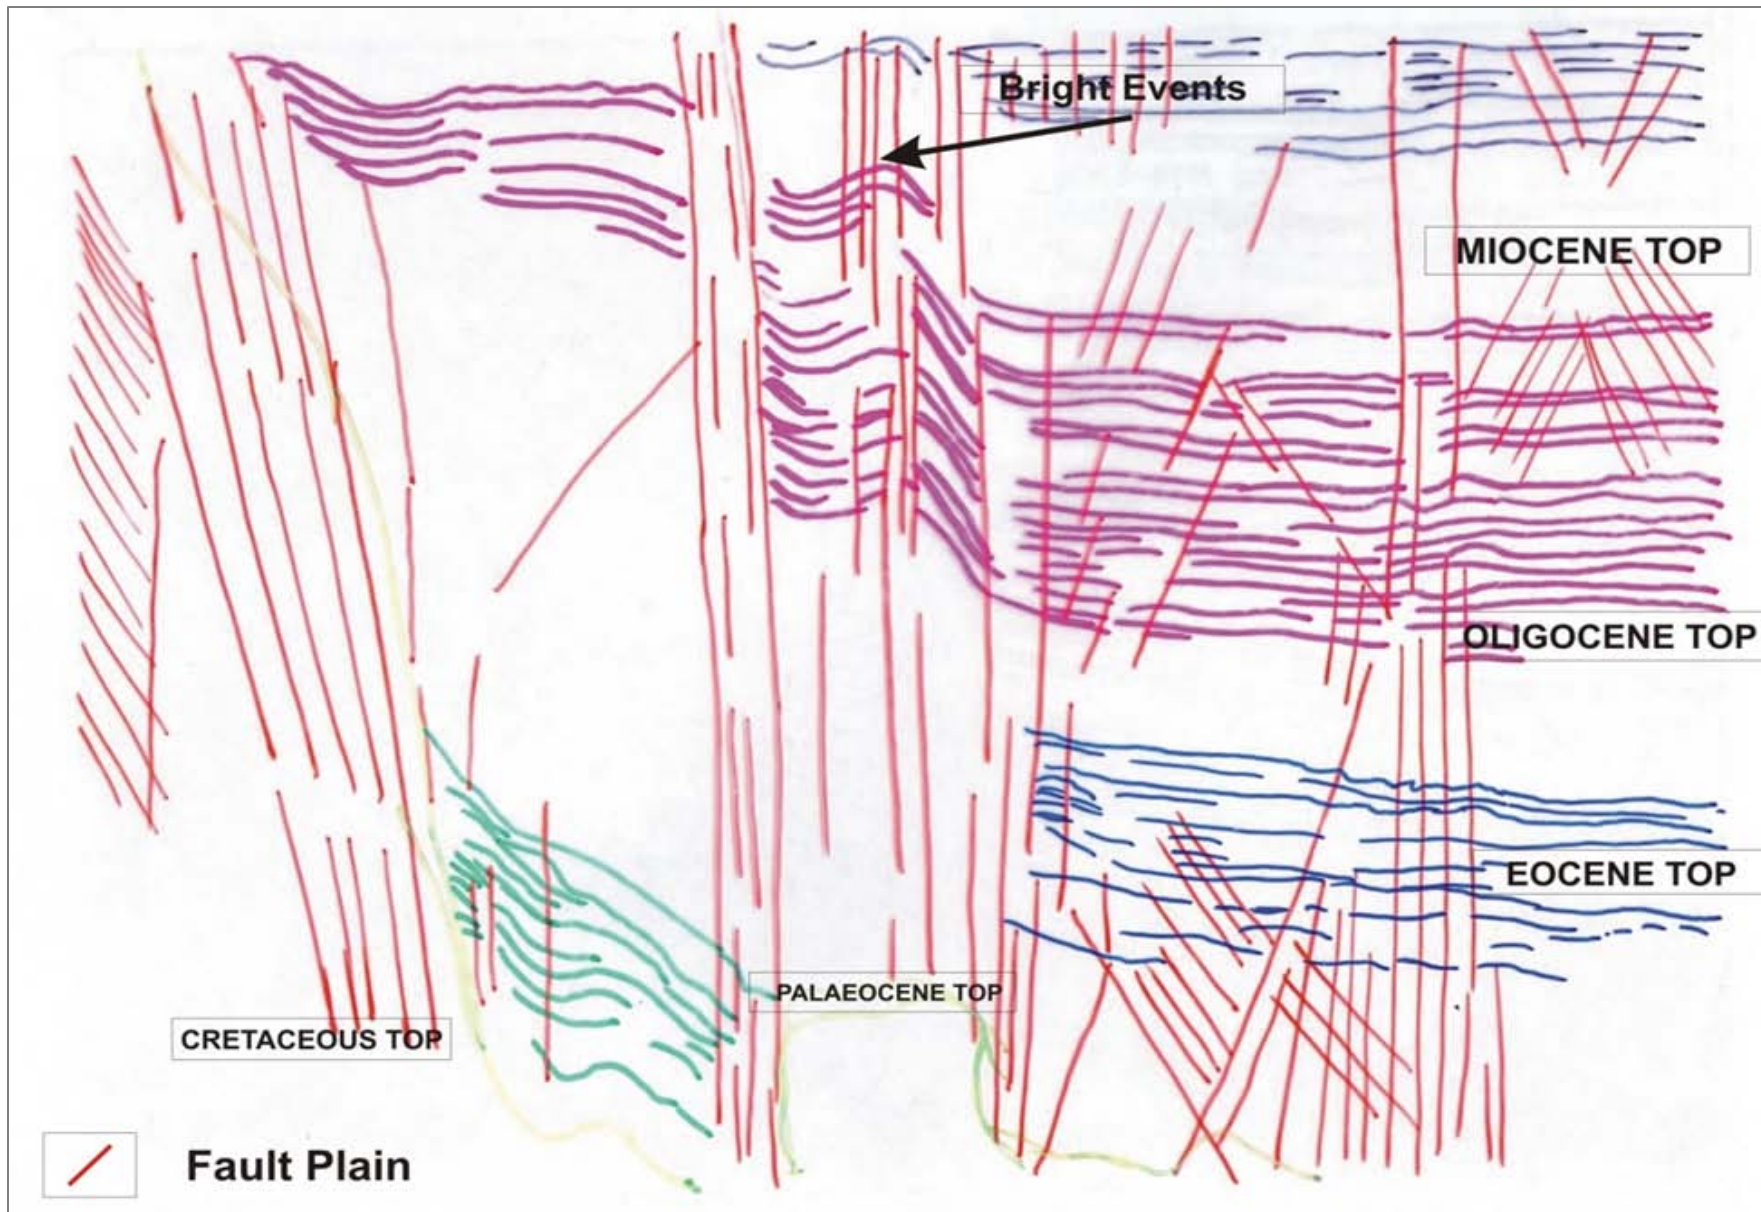 Bright Events
MIOCENE TOP
OLIGOCENE TOP
EOCENE TOP
PALAEOCENE TOP
CRETACEOUS TOP
Fault Plain